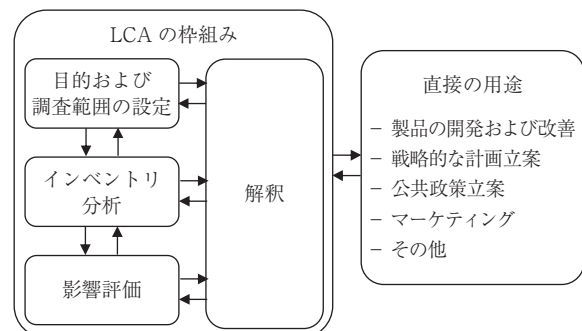 LCA の枠組み
目的および
調査範囲の設定
インベントリ
分析
影響評価
解釈
直接の用途
– 製品の開発および改善
– 戦略的な計画立案
– 公共政策立案
– マーケティング
– その他